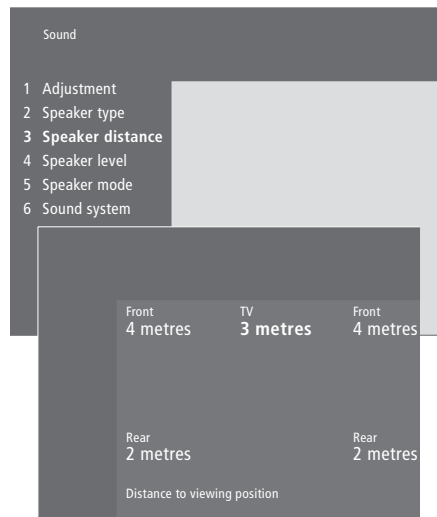 Sound
1 Adjustment
2 Speaker type
3 Speaker distance
4 Speaker level
5 Speaker mode
6 Sound system
Front TV Front
4 metres 3 metres 4 metres
Rear Rear
2 metres 2 metres
Distance to viewing position